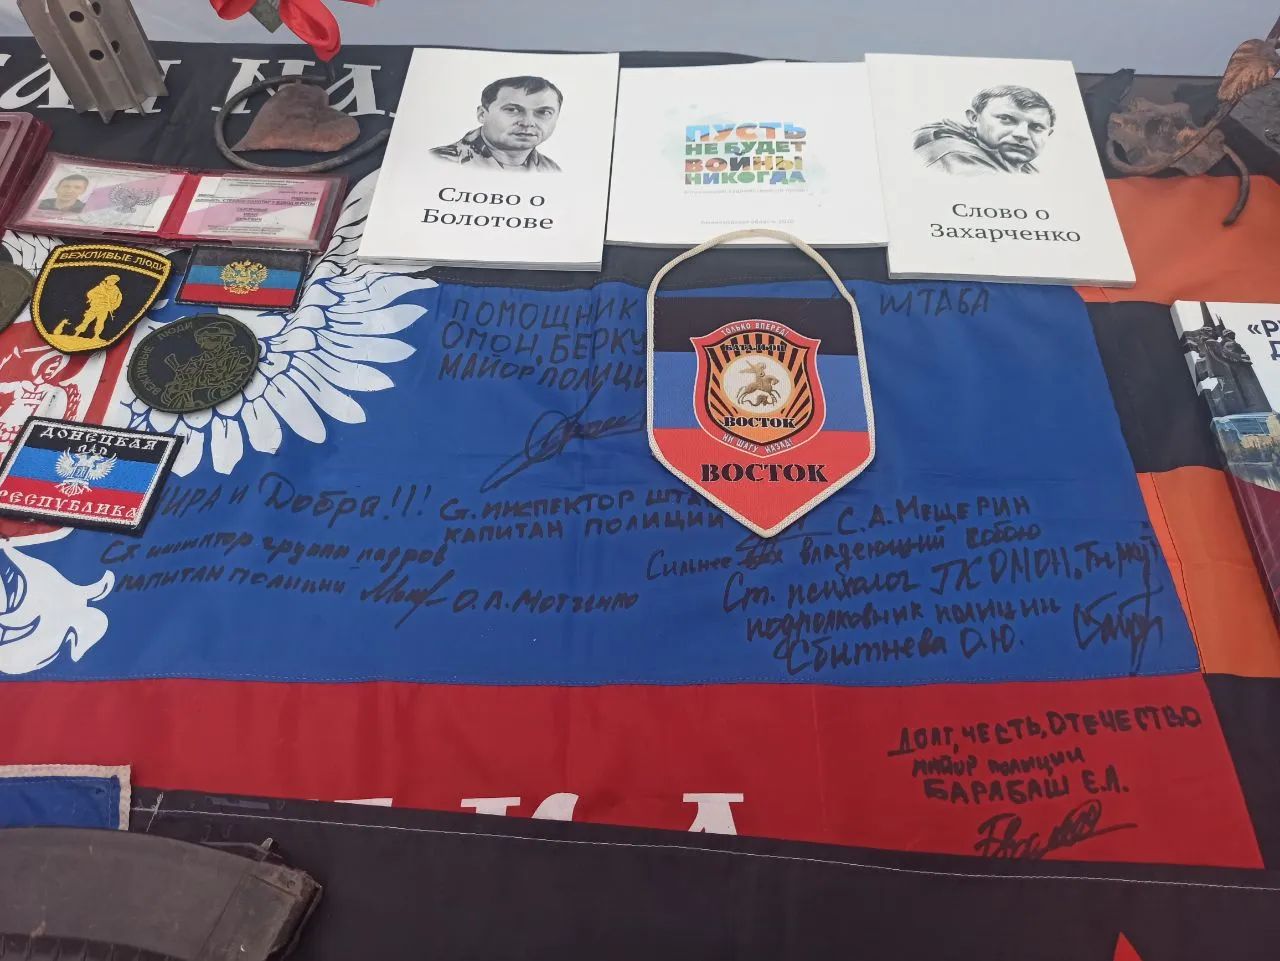 Слово о
Болотове
ПУСТЬ
НЕ БУДЕТ
ВОЙНЫ
НИКОГДА
Слово о
Захарченко
ВЕЖЛИВЫЕ ЛЮДИ
ДОНЕЦКАЯ
РЕСПУБЛИКА
ПОМОЩНИК
ШТАБА
ОМОН, БЕРКУ
МАЙОР ПОЛИЦИ
ТОЛЬКО ВПЕРЕД!
БАТАЛЬОН
ВОСТОК
НИ ШАГУ НАЗАД!
ВОСТОК
МИРА И Добра!!!
Ст. инспектор группы кадров
КАПИТАН ПОЛИЦИИ
О.А. Мотченко
ИНСПЕКТОР ШТА
КАПИТАН ПОЛИЦИИ
С.А. МЕЩЕРИН
Сильнее владеющий собою
Ст. психолог ГК ОМОН, Беркут
подполковник полиции
Сбитнева О.Ю.
ДОЛГ, ЧЕСТЬ, ОТЕЧЕСТВО
майор полиции
БАРАБАШ Е.А.